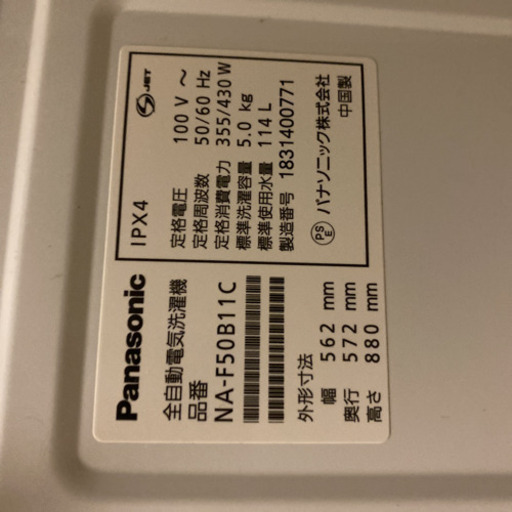 Panasonic
IPX4
JET
全自動電気洗濯機
品番
NA-F50B11C
定格電圧 100 V ～
定格周波数 50/60 Hz
定格消費電力 355/430 W
標準洗濯容量 5.0 kg
標準使用水量 114 L
製造番号 1831400771
外形寸法
幅 562 mm
奥行 572 mm
高さ 880 mm
PSE パナソニック株式会社
中国製